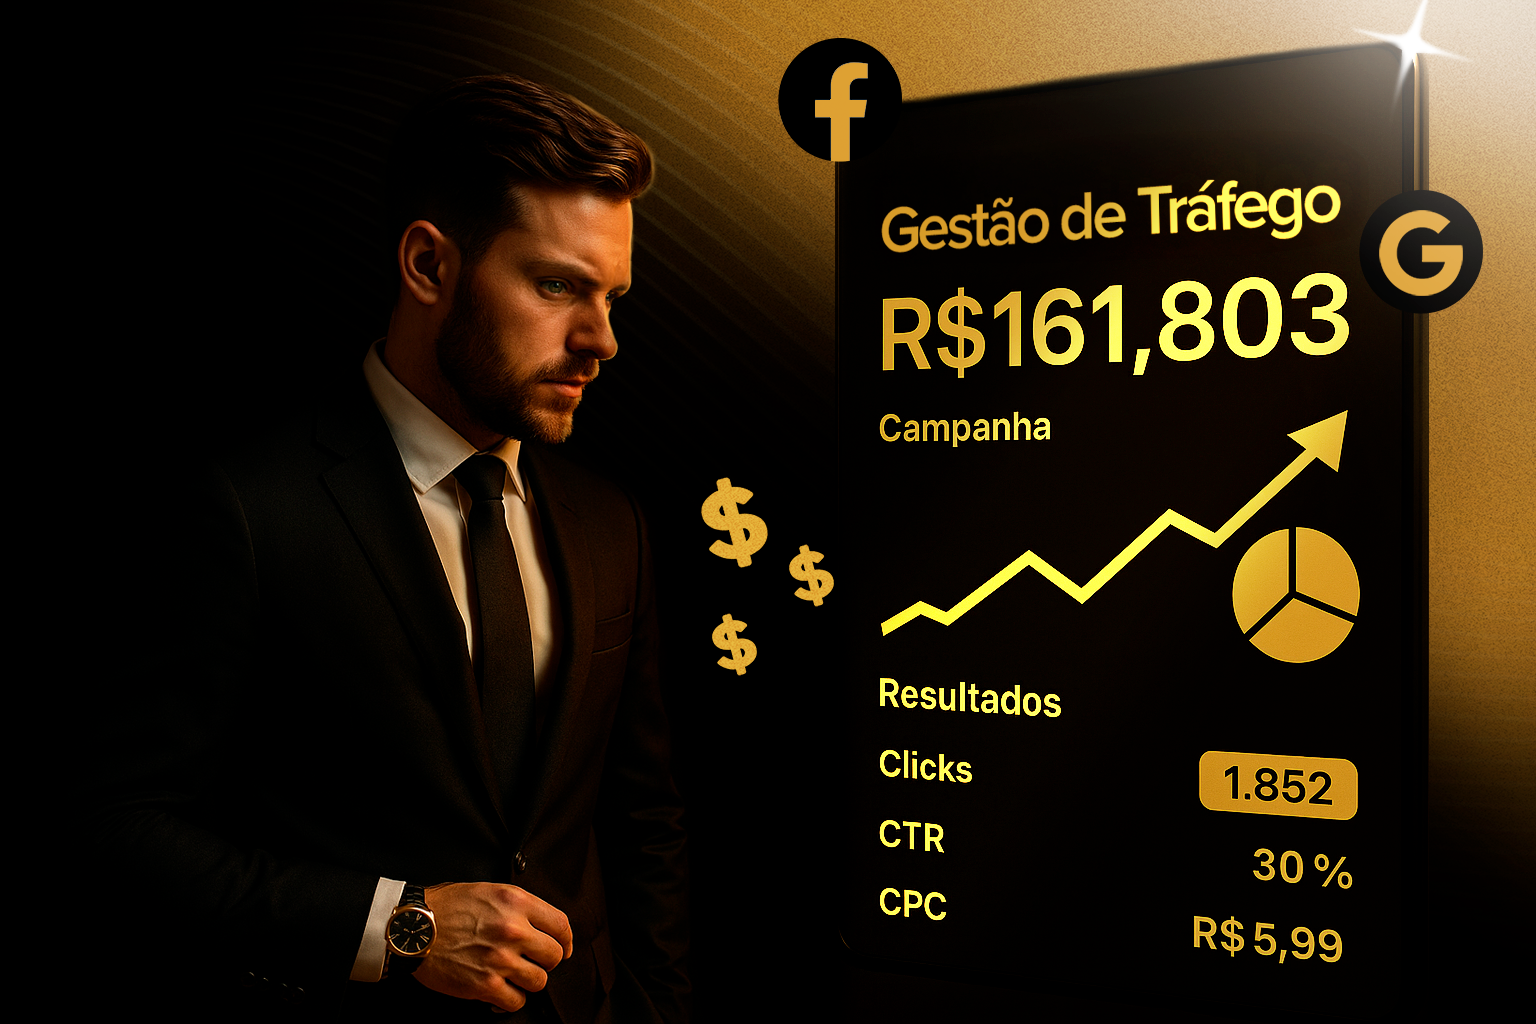 f
Gestão de Tráfego
G
R$161,803
Campanha
$
$
$
Resultados
Clicks 1.852
CTR 30 %
CPC R$ 5,99